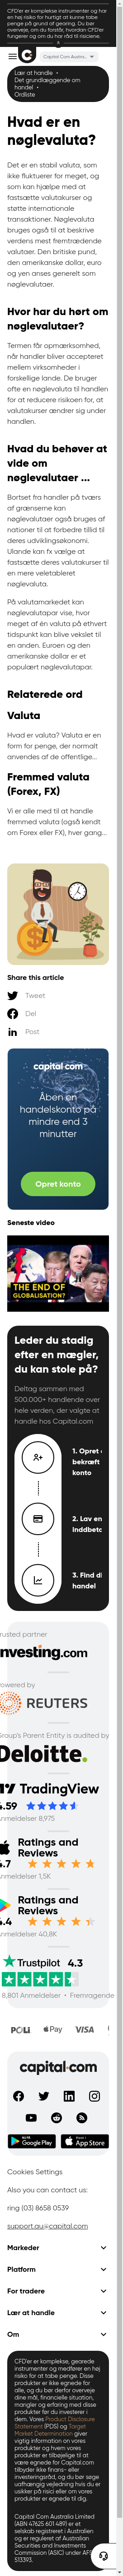 CFD'er er komplekse instrumenter og har
en høj risiko for hurtigt at kunne tabe
penge på grund af gearing. Du bør
overveje, om du forstår, hvordan CFD'er
fungerer og om du har råd til risiciene.
Capital Com Austra...
Lær at handle •
Det grundlæggende om
handel •
Ordliste
Hvad er en
nøglevaluta?
Det er en stabil valuta, som
kan hjælpe med at
fastsætte valutakurser og
støtte internationale
transaktioner. Nøglevaluta
bruges også til at beskrive
verdens mest fremtrædende
valutaer. Den britiske pund,
den amerikanske dollar, euro
og yen anses generelt som
nøglevalutaer.
Hvor har du hørt om
nøglevalutaer?
Termen får opmærksomhed,
når handler bliver accepteret
mellem virksomheder i
forskellige lande. De bruger
ofte en nøglevaluta til handlen
for at reducere risikoen for, at
valutakurser ændrer sig under
handlen.
Hvad du behøver at
vide om
nøglevalutaer ...
Bortset fra handler på tværs
af grænserne kan
nøglevalutaer også bruges af
nationer til at forbedre tillid til
deres udviklingsøkonomi.
Ulande kan fx vælge at
fastsætte deres valutakurser til
en mere veletableret
nøglevaluta.
På valutamarkedet kan
nøglevalutapar, hvor for
meget af én valuta på ethvert
tidspunkt kan blive vekslet til
en anden. Euroen og den
amerikanske dollar er et
populært nøglevalutapar.
Relaterede ord
Valuta
Hvad er valuta? Valuta er en
form for penge, der normalt
anvendes af de offentlige...
Fremmed valuta
(Forex, FX)
Vi er alle med til at handle
fremmed valuta (også kendt
om Forex eller FX), hver gang...
Share this article
Tweet
Del
Post
capital.com
Åben en
handelskonto på
mindre end 3
minutter
Opret konto
Seneste video
THE END OF
GLOBALISATION?
Leder du stadig
efter en mægler,
du kan stole på?
Deltag sammen med
500.000+ handlende over
hele verden, der valgte at
handle hos Capital.com
1. Opret
bekræft
konto
2. Lav en
indbeta
3. Find di
handel
rusted partner
Investing.com
owered by
REUTERS
Group's Parent Entity is audited by
Deloitte.
TradingView
4.59
Anmeldelser 8,975
Ratings and
Reviews
4.7
Anmeldelser 1,5K
Ratings and
Reviews
4.4
Anmeldelser 40,8K
Trustpilot 4.3
8,801 Anmeldelser • Fremragende
POLi Pay VISA
capital.com
GET IT ON
Google Play
Download on the
App Store
Cookies Settings
Also you can contact us:
ring (03) 8658 0539
support.au@capital.com
Markeder
Platform
For tradere
Lær at handle
Om
CFD'er er komplekse, gearede
instrumenter og medfører en høj
risiko for at tabe penge. Disse
produkter er ikke egnet for alle,
og derfor bør du
overveje
dine mål, finansielle situation,
mangler og erfaring med disse
produkter før du investerer i
dem. Vores Product Disclosure
Statement (PDS) og Target
Market Determination giver
vigtig information om vores
produkter og om hvem vores
produkter er tilbøjelige til at
være egnede for Capital.com
tilbyder ikke finans- eller
investeringsråd, og du bør søge
uafhængig vejledning hvis du er
usikker på risici eller om vores
produkter er egnede til dig.
Capital Com Australia Limited
(ABN 47625 601 489) er et
selskab registreret i Australien
og er reguleret af Australian
Securities and Investments
Commission (ASIC) under AF
513393.